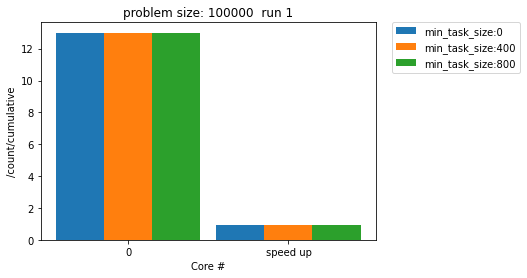 problem size: 100000  run 1
min_task_size:0
min_task_size:400
min_task_size:800
/count/cumulative
12
10
8
6
4
2
0
0
speed up
Core #